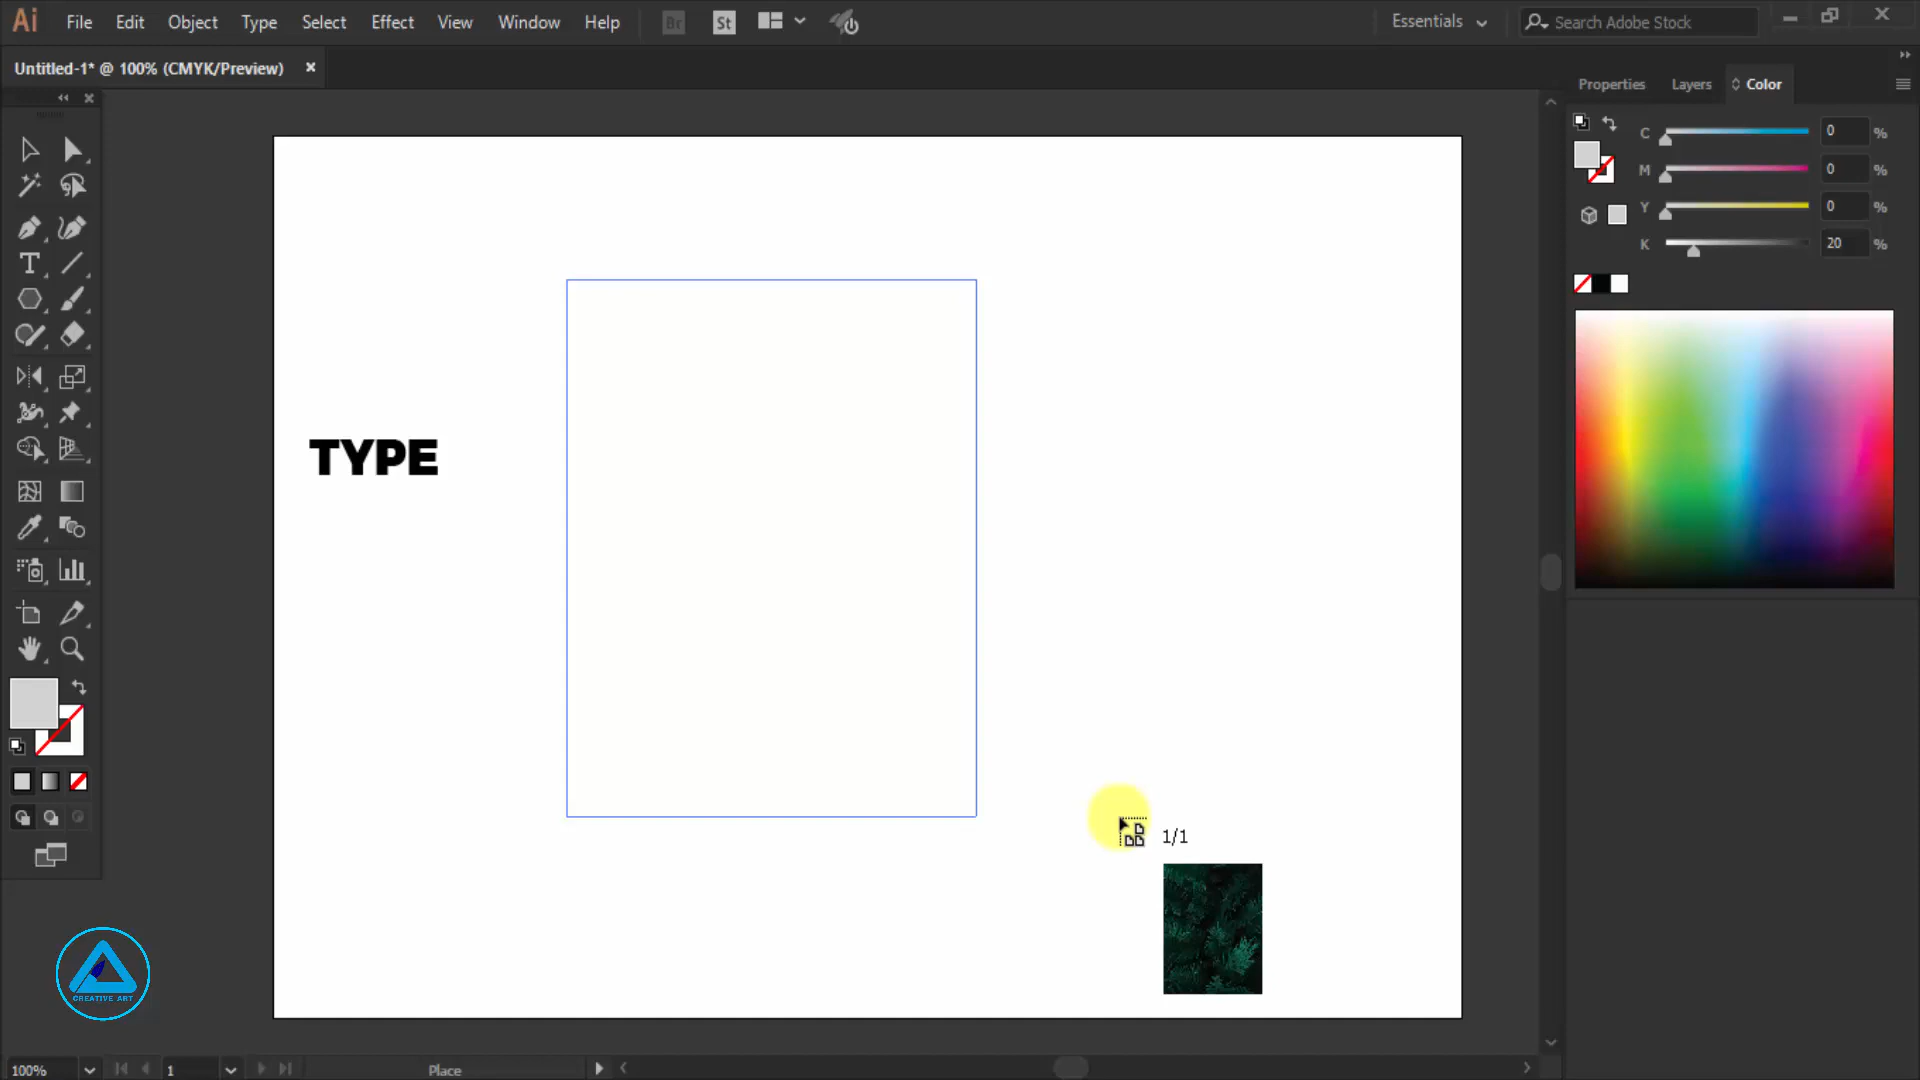 Ai File Edit Object Type Select Effect View Window Help Br St Essentials Search Adobe Stock
Untitled-1* @ 100% (CMYK/Preview)
Properties Layers Color
C 0 %
M 0 %
Y 0 %
K 20 %
TYPE
1/1
CREATIVE ART
100% 1 Place